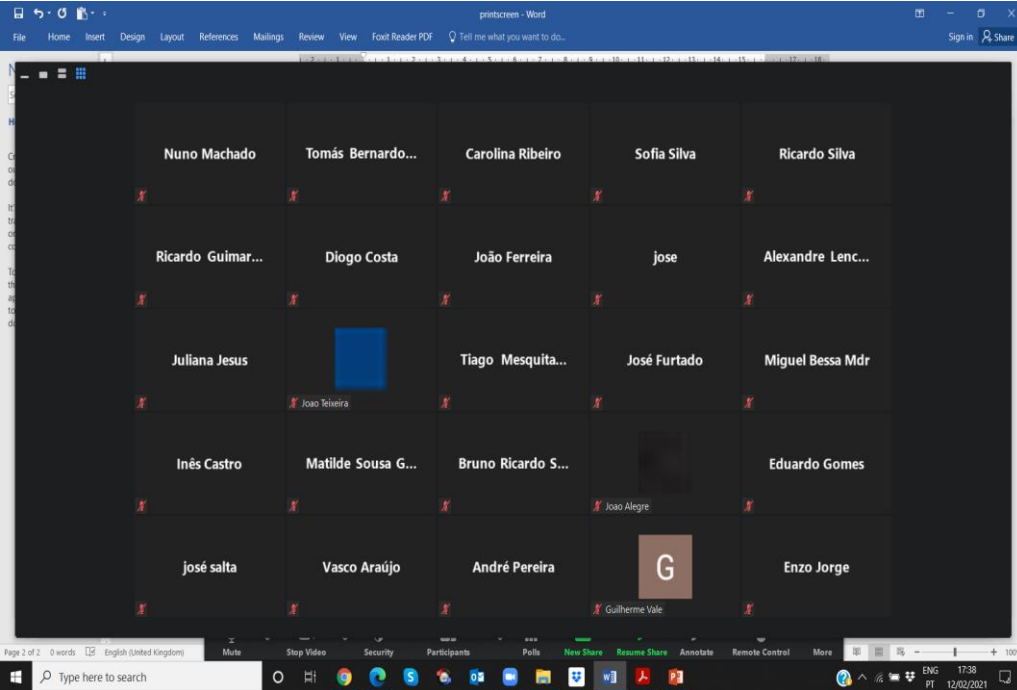 printscreen - Word
File Home Insert Design Layout References Mailings Review View Foxit Reader PDF Tell me what you want to do... Sign in Share
Nuno Machado Tomás Bernardo... Carolina Ribeiro Sofia Silva Ricardo Silva
Ricardo Guimar... Diogo Costa João Ferreira jose Alexandre Lenc...
Juliana Jesus Joao Teixeira Tiago Mesquita... José Furtado Miguel Bessa Mdr
Inês Castro Matilde Sousa G... Bruno Ricardo S... Joao Alegre Eduardo Gomes
josé salta Vasco Araújo André Pereira G Guilherme Vale Enzo Jorge
Mute Stop Video Security Participants Polls New Share Resume Share Annotate Remote Control More
Page 2 of 2 0 words English (United Kingdom) 100
Type here to search ENG 17:38
PT 12/02/2021